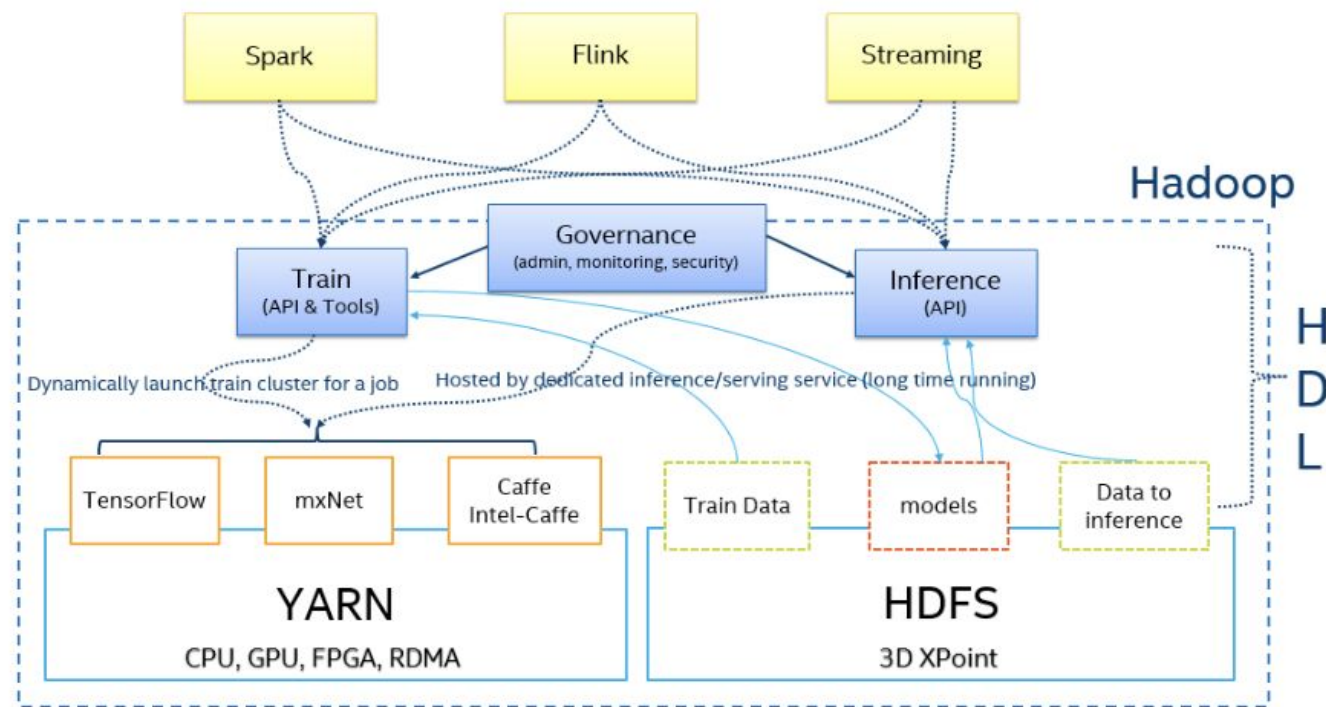 Spark
Flink
Streaming
Hadoop
Governance
(admin, monitoring, security)
Train
(API & Tools)
Inference
(API)
H
D
L
Dynamically launch train cluster for a job
Hosted by dedicated inference/serving service (long time running)
TensorFlow
mxNet
Caffe
Intel-Caffe
Train Data
models
Data to
inference
YARN
CPU, GPU, FPGA, RDMA
HDFS
3D XPoint